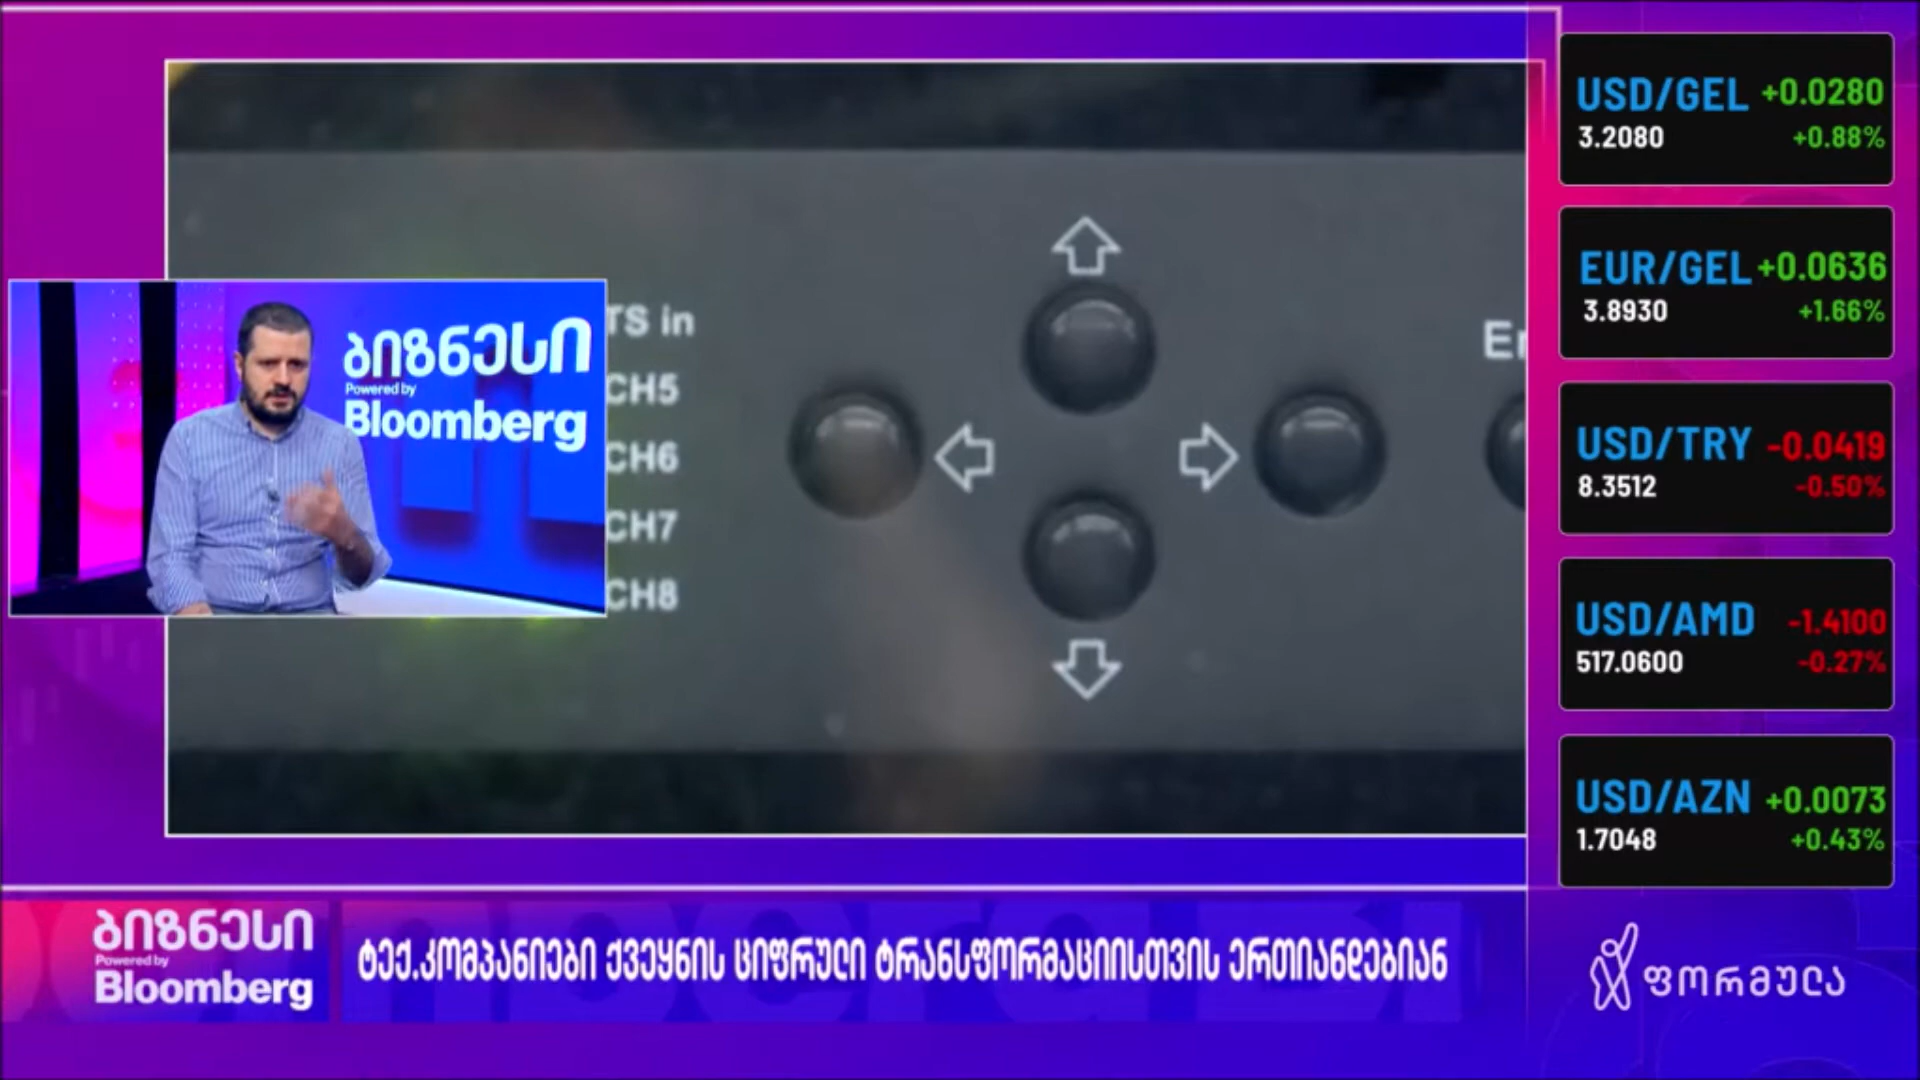 USD/GEL +0.0280
3.2080 +0.88%
EUR/GEL +0.0636
3.8930 +1.66%
USD/TRY -0.0419
8.3512 -0.50%
USD/AMD -1.4100
517.0600 -0.27%
USD/AZN +0.0073
1.7048 +0.43%
TS in
CH5
CH6
CH7
CH8
ბიზნესი
Powered by
Bloomberg
ბიზნესი
Powered by
Bloomberg
ტექ.კომპანიები ქვეყნის ციფრული ტრანსფორმაციისთვის ერთიანდებიან
ფორმულა